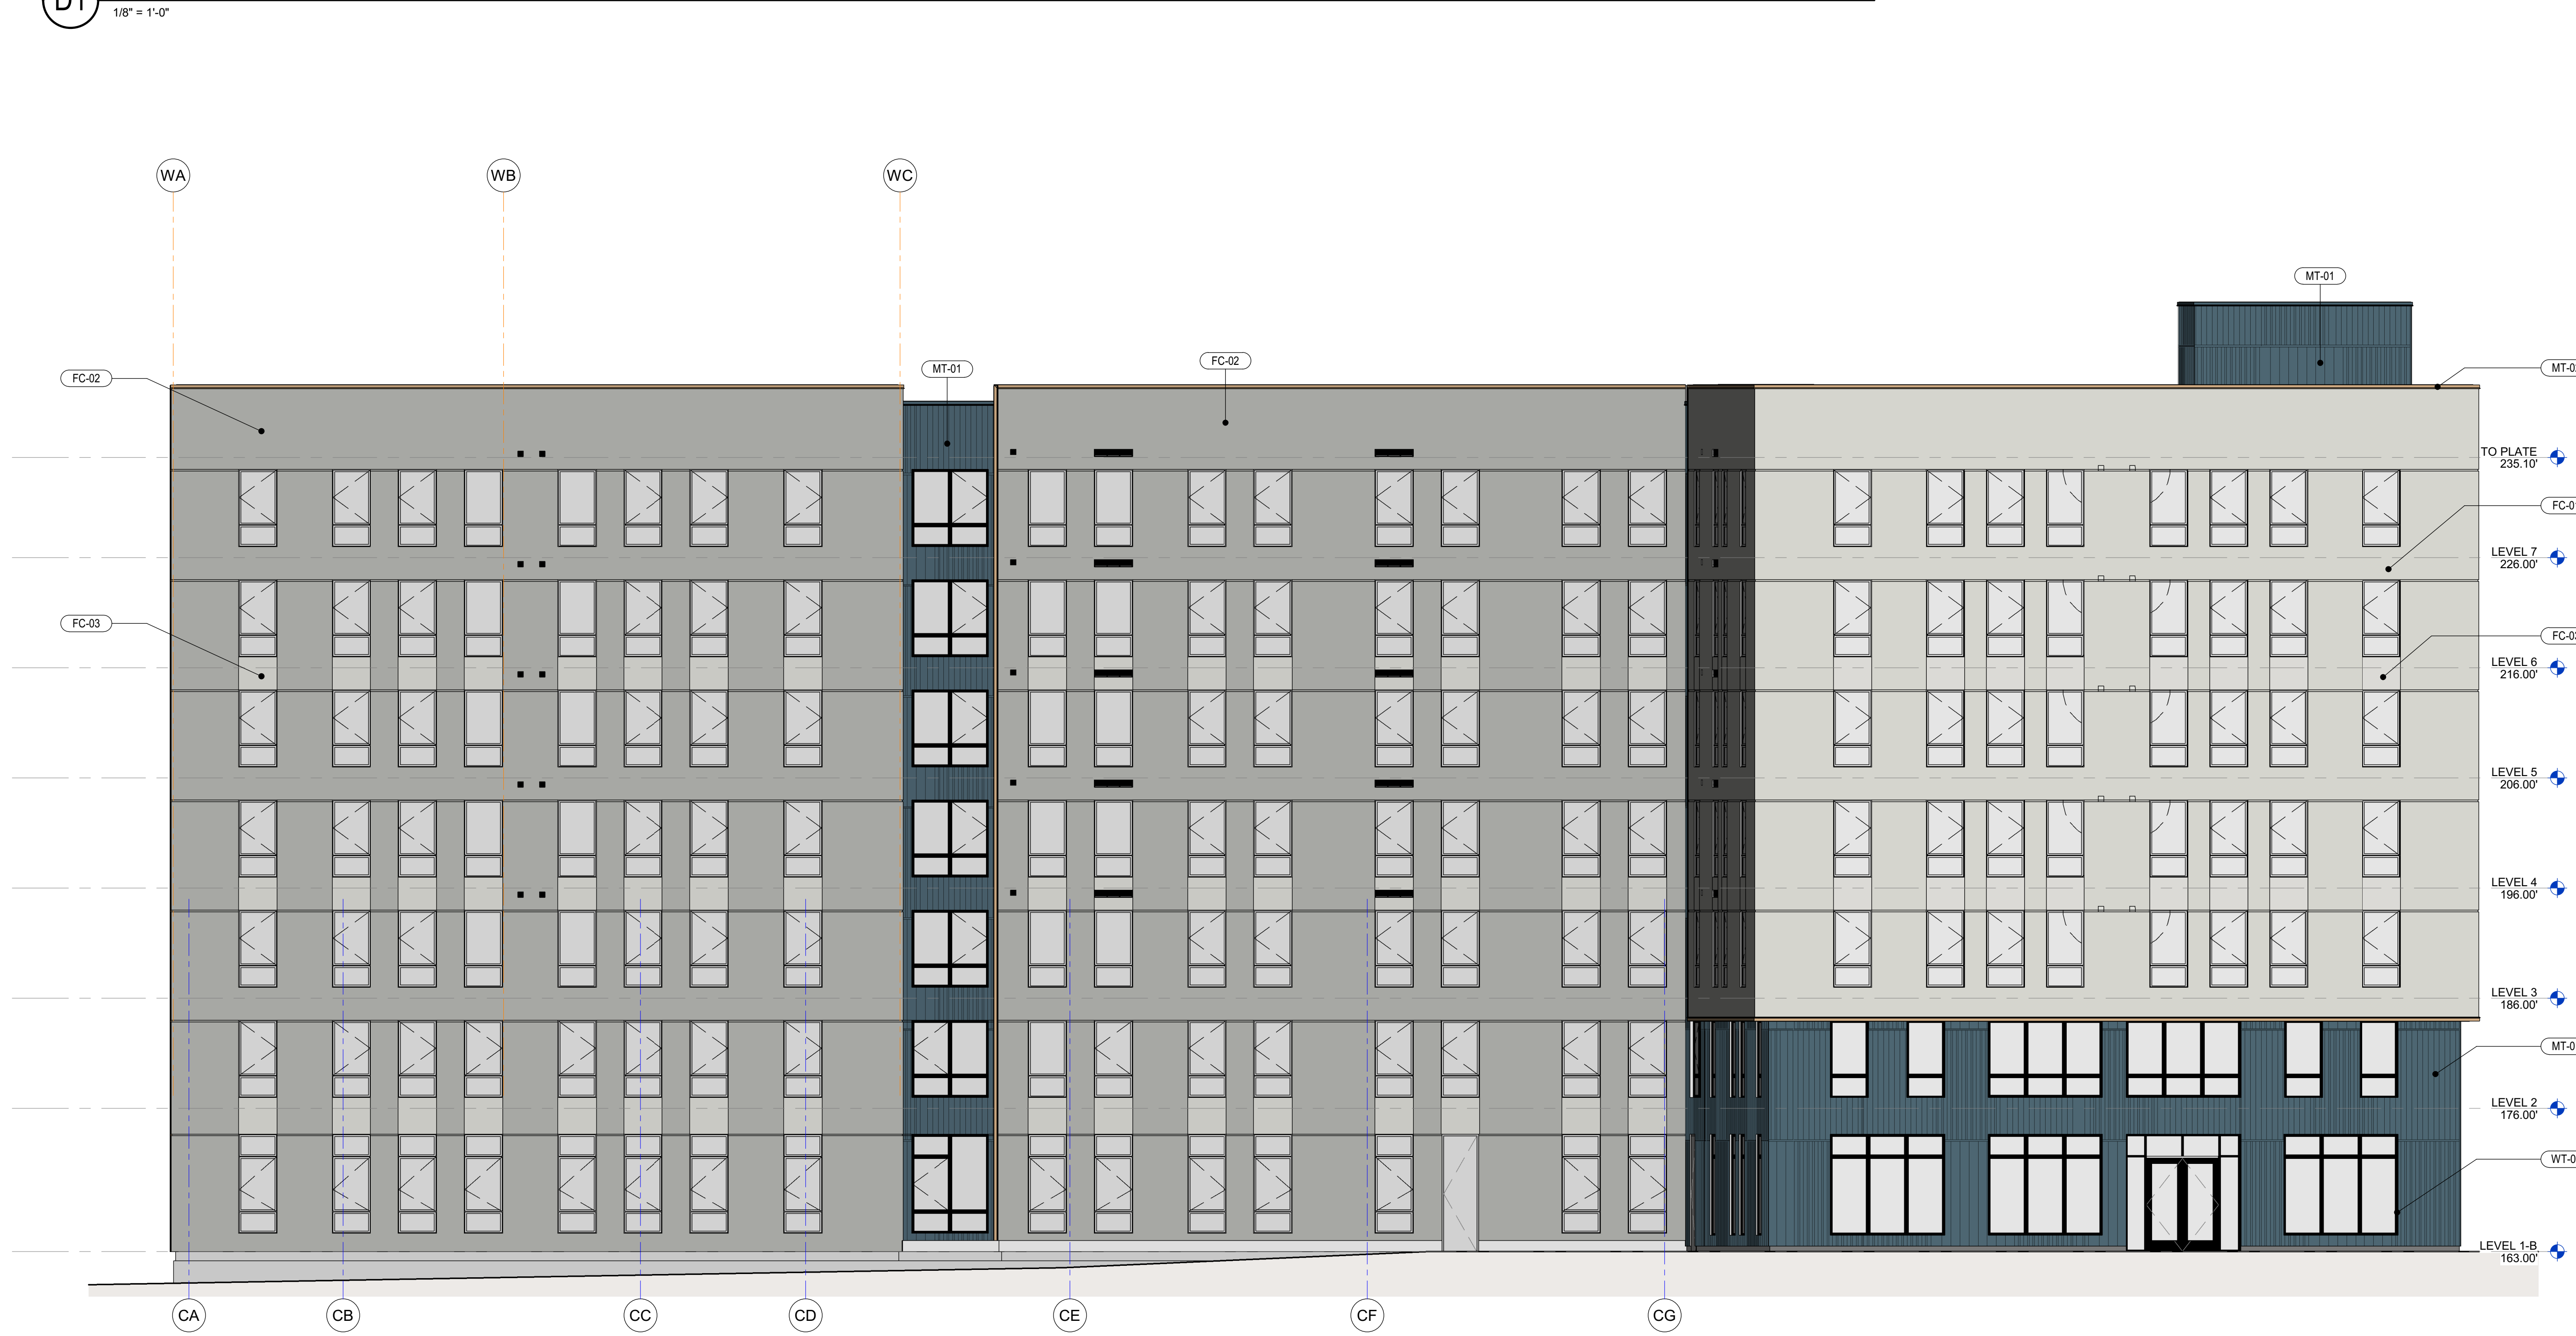 D1
1/8" = 1'-0"
WA
WB
WC
MT-01
FC-02
MT-01
FC-02
MT-0
TO PLATE
235.10'
FC-0
LEVEL 7
226.00'
FC-03
FC-0
LEVEL 6
216.00'
LEVEL 5
206.00'
LEVEL 4
196.00'
LEVEL 3
186.00'
MT-0
LEVEL 2
176.00'
WT-0
LEVEL 1-B
163.00'
CA
CB
CC
CD
CE
CF
CG